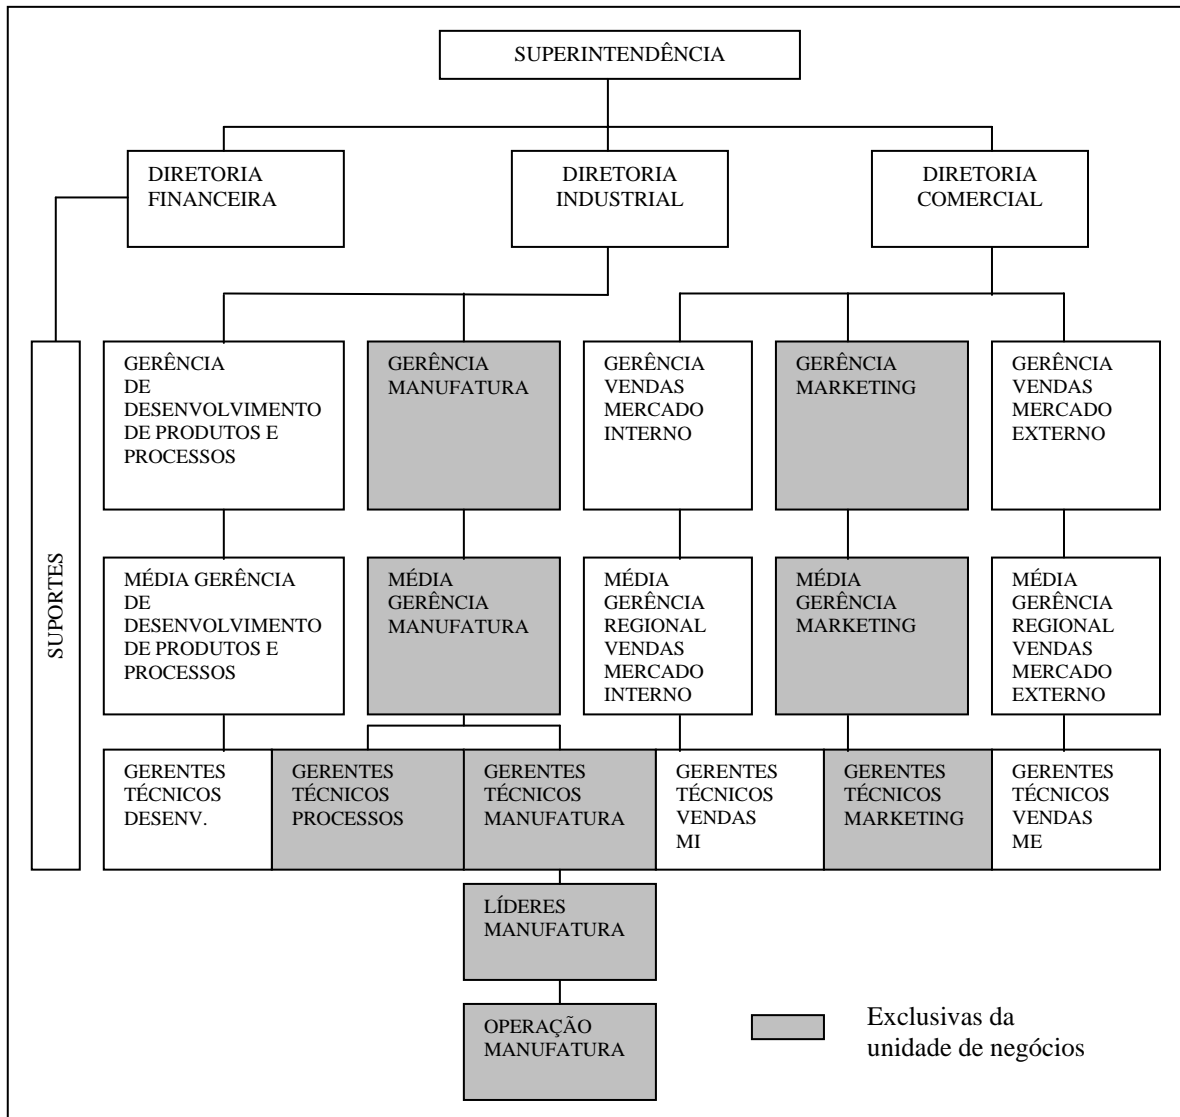 SUPERINTENDÊNCIA
DIRETORIA
FINANCEIRA
DIRETORIA
INDUSTRIAL
DIRETORIA
COMERCIAL
SUPORTES
GERÊNCIA
DE
DESENVOLVIMENTO
DE PRODUTOS E
PROCESSOS
GERÊNCIA
MANUFATURA
GERÊNCIA
VENDAS
MERCADO
INTERNO
GERÊNCIA
MARKETING
GERÊNCIA
VENDAS
MERCADO
EXTERNO
MÉDIA GERÊNCIA
DE
DESENVOLVIMENTO
DE PRODUTOS E
PROCESSOS
MÉDIA
GERÊNCIA
MANUFATURA
MÉDIA
GERÊNCIA
REGIONAL
VENDAS
MERCADO
INTERNO
MÉDIA
GERÊNCIA
MARKETING
MÉDIA
GERÊNCIA
REGIONAL
VENDAS
MERCADO
EXTERNO
GERENTES
TÉCNICOS
DESENV.
GERENTES
TÉCNICOS
PROCESSOS
GERENTES
TÉCNICOS
MANUFATURA
GERENTES
TÉCNICOS
VENDAS
MI
GERENTES
TÉCNICOS
MARKETING
GERENTES
TÉCNICOS
VENDAS
ME
LÍDERES
MANUFATURA
OPERAÇÃO
MANUFATURA
Exclusivas da
unidade de negócios